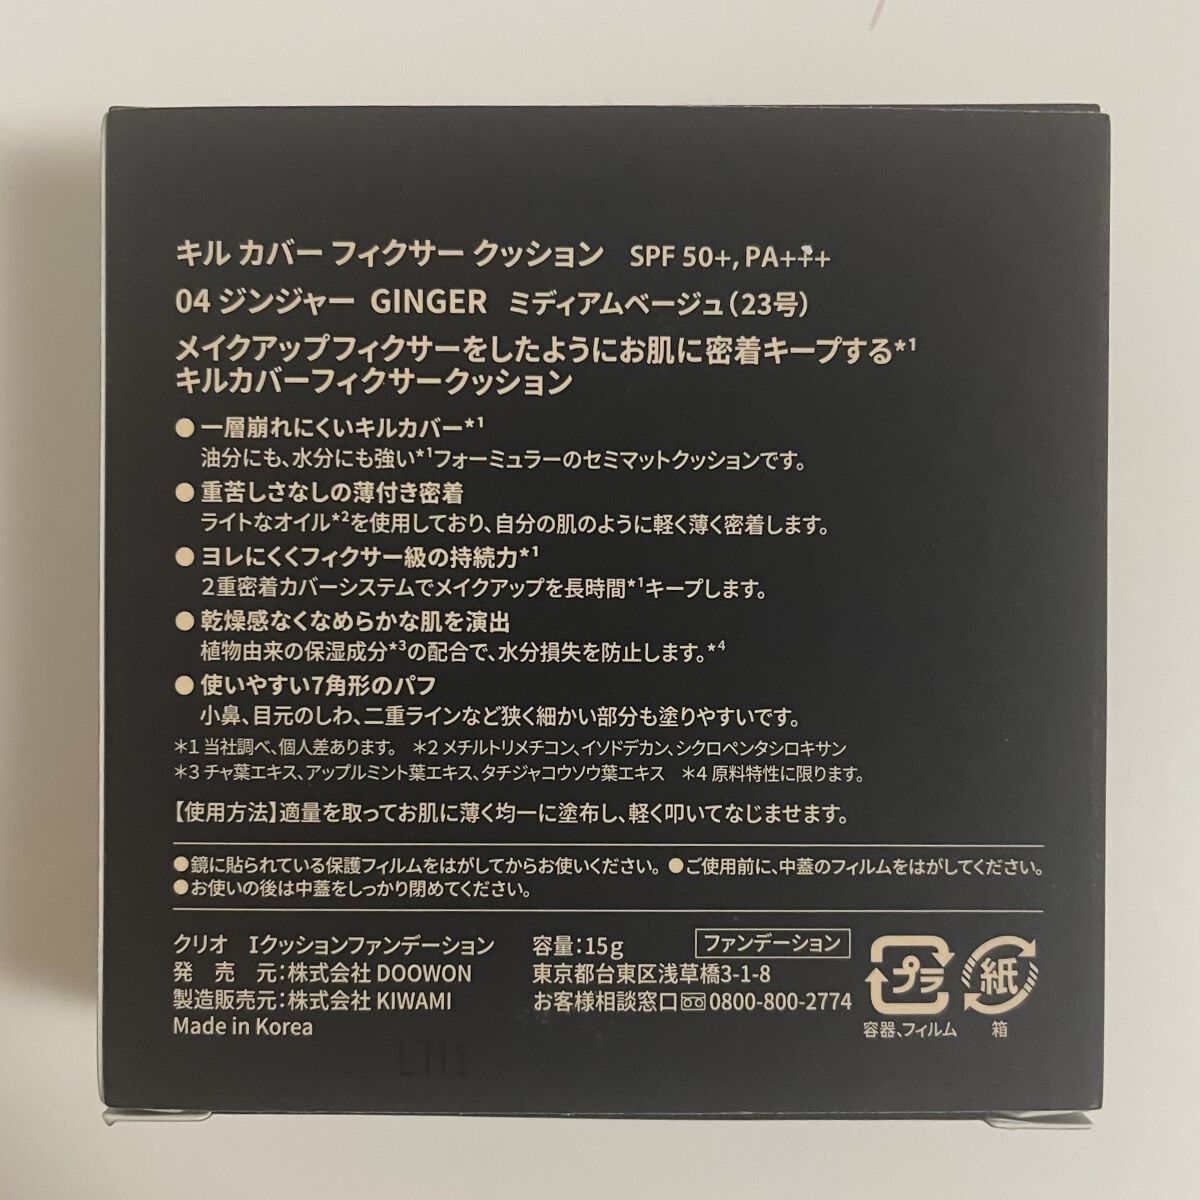 キル カバー フィクサー クッション SPF 50+, PA+++
04 ジンジャー GINGER ミディアムベージュ(23号)
メイクアップフィクサーをしたようにお肌に密着キープする*1
キルカバーフィクサークッション
● 一層崩れにくいキルカバー*1
油分にも、水分にも強い*1フォーミュラーのセミマットクッションです。
● 重苦しさなしの薄付き密着
ライトなオイル*2を使用しており、自分の肌のように軽く薄く密着します。
● ヨレにくくフィクサー級の持続力*1
2重密着カバーシステムでメイクアップを長時間*1キープします。
● 乾燥感なくなめらかな肌を演出
植物由来の保湿成分*3の配合で、水分損失を防止します。*4
● 使いやすい7角形のパフ
小鼻、目元のしわ、二重ラインなど狭く細かい部分も塗りやすいです。
*1 当社調べ、個人差あります。 *2 メチルトリメチコン、イソドデカン、シクロペンタシロキサン
*3 チャ葉エキス、アップルミント葉エキス、タチジャコウソウ葉エキス *4 原料特性に限ります。
【使用方法】適量を取ってお肌に薄く均一に塗布し、軽く叩いてなじませます。
●鏡に貼られている保護フィルムをはがしてからお使いください。 ●ご使用前に、中蓋のフィルムをはがしてください。
●お使いの後は中蓋をしっかり閉めてください。
クリオ Iクッションファンデーション 容量:15g ファンデーション
発売元:株式会社 DOOWON 東京都台東区浅草橋3-1-8
製造販売元:株式会社 KIWAMI お客様相談窓口 0800-800-2774
Made in Korea
プラ
容器、フィルム
紙
箱